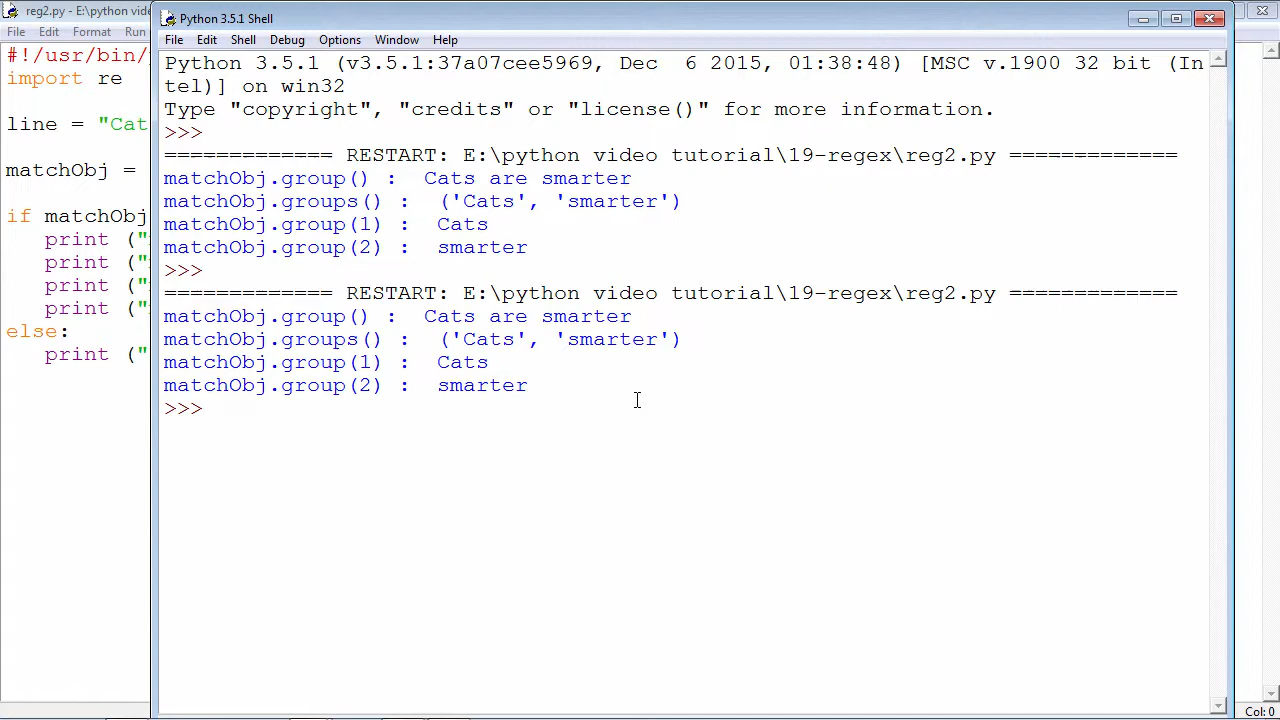 reg2.py - E:\python vid
File Edit Format Run
#!/usr/bin/
import re
line = "Cat
matchObj =
if matchObj
print ("
print ("
print ("
print ("
else:
print ("
Python 3.5.1 Shell
File Edit Shell Debug Options Window Help
Python 3.5.1 (v3.5.1:37a07cee5969, Dec  6 2015, 01:38:48) [MSC v.1900 32 bit (In
tel)] on win32
Type "copyright", "credits" or "license()" for more information.
>>>
============= RESTART: E:\python video tutorial\19-regex\reg2.py =============
matchObj.group() :  Cats are smarter
matchObj.groups() :  ('Cats', 'smarter')
matchObj.group(1) :  Cats
matchObj.group(2) :  smarter
>>>
============= RESTART: E:\python video tutorial\19-regex\reg2.py =============
matchObj.group() :  Cats are smarter
matchObj.groups() :  ('Cats', 'smarter')
matchObj.group(1) :  Cats
matchObj.group(2) :  smarter
>>>
Col: 0